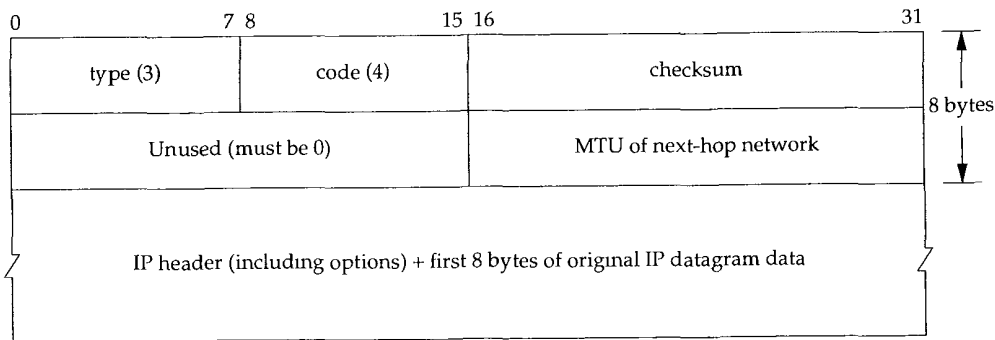 0 7 8 15 16 31
type (3) code (4) checksum
8 bytes
Unused (must be 0) MTU of next-hop network
IP header (including options) + first 8 bytes of original IP datagram data